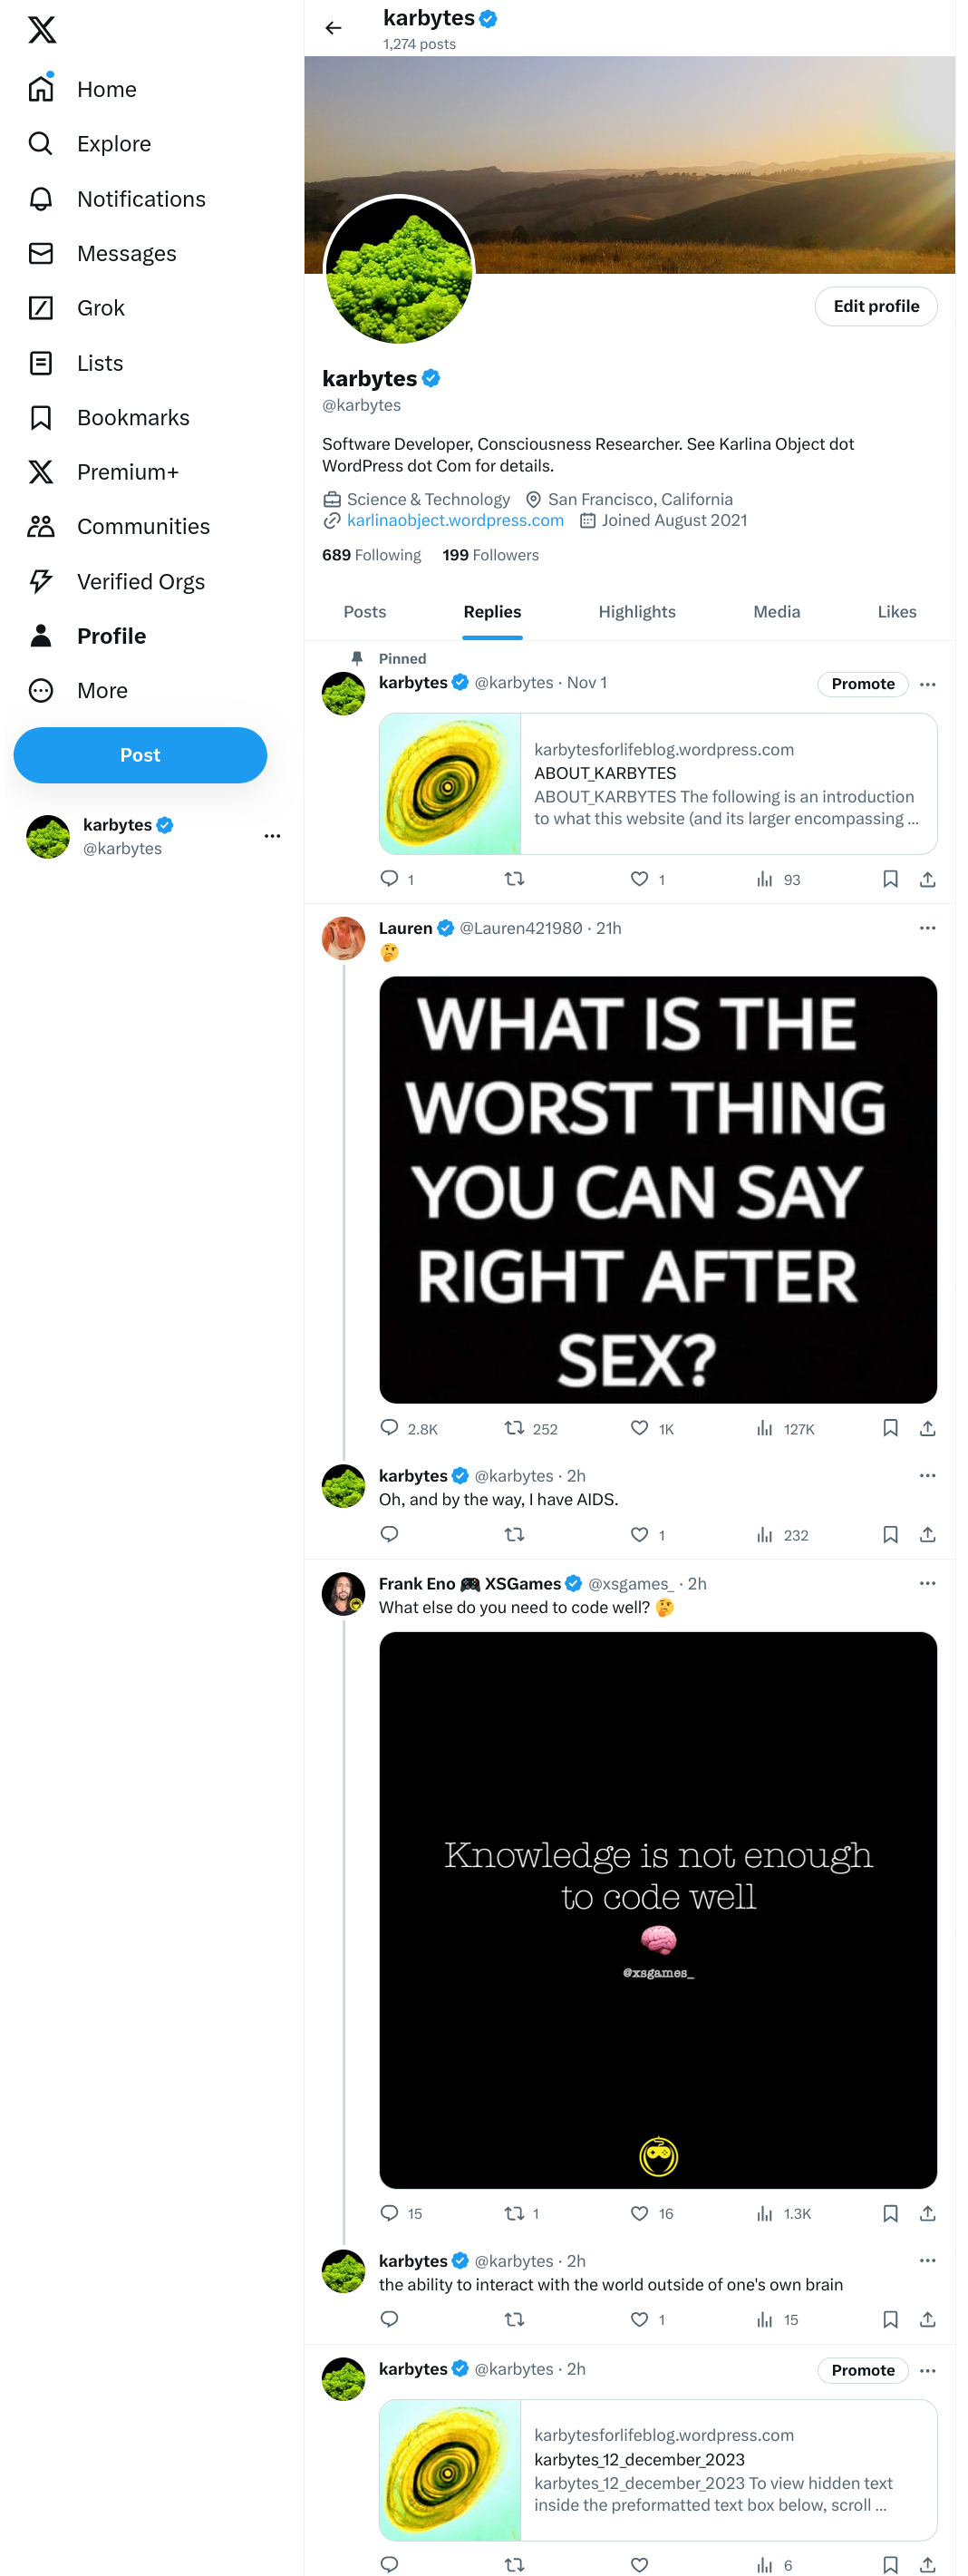 karbytes
1,274 posts
Home
Explore
Notifications
Messages
Grok
Lists
Bookmarks
Premium+
Communities
Verified Orgs
Profile
More
Post
karbytes
@karbytes
Edit profile
karbytes
@karbytes
Software Developer, Consciousness Researcher. See Karlina Object dot
WordPress dot Com for details.
Science & Technology San Francisco, California
karlinaobject.wordpress.com Joined August 2021
689 Following 199 Followers
Posts Replies Highlights Media Likes
Pinned
karbytes @karbytes · Nov 1 Promote
karbytesforlifeblog.wordpress.com
ABOUT_KARBYTES
ABOUT_KARBYTES The following is an introduction
to what this website (and its larger encompassing ...
1 1 93
Lauren @Lauren421980 · 21h
🤔
WHAT IS THE
WORST THING
YOU CAN SAY
RIGHT AFTER
SEX?
2.8K 252 1K 127K
karbytes @karbytes · 2h
Oh, and by the way, I have AIDS.
1 232
Frank Eno 🎮 XSGames @xsgames_ · 2h
What else do you need to code well? 🤔
Knowledge is not enough
to code well
@xsgames_
15 1 16 1.3K
karbytes @karbytes · 2h
the ability to interact with the world outside of one's own brain
1 15
karbytes @karbytes · 2h Promote
karbytesforlifeblog.wordpress.com
karbytes_12_december_2023
karbytes_12_december_2023 To view hidden text
inside the preformatted text box below, scroll ...
6